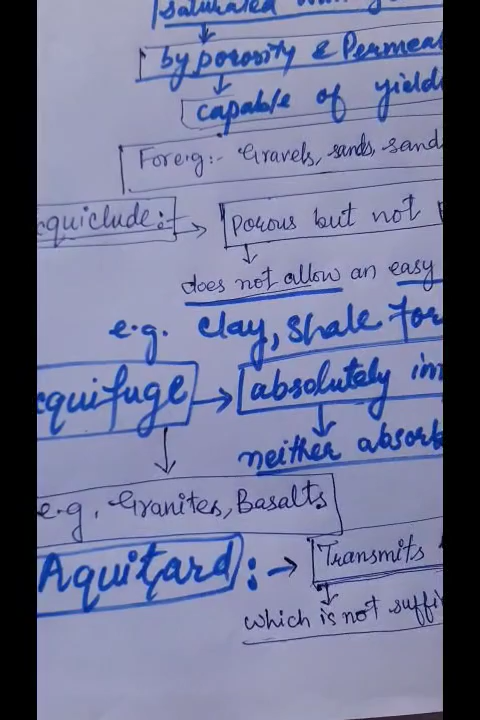 saturated
by porosity & Permea
capable of yield
For e.g:- Gravels, sands, sand
quiclude:- → Porous but not
does not allow an easy
e.g. clay, shale for
quifuge → absolutely im
neither absorb
e.g, Granites, Basalts
Aquitard: → Transmits
which is not suffi